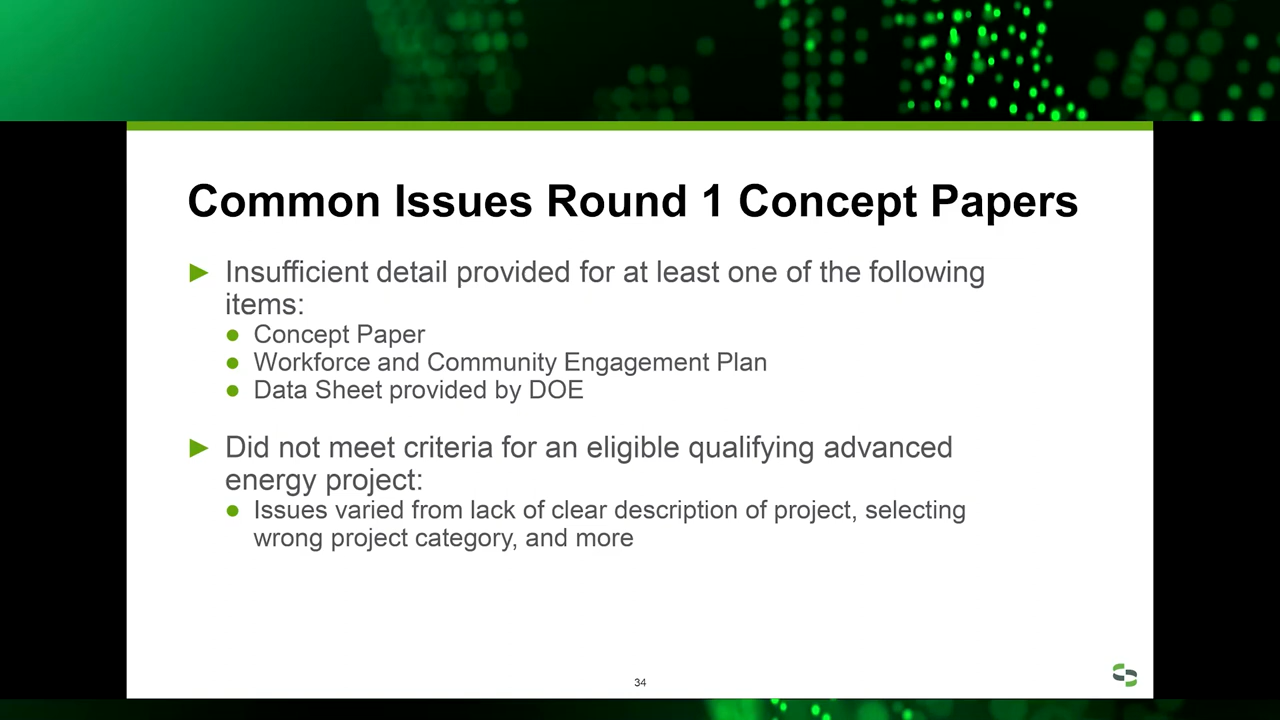 Common Issues Round 1 Concept Papers
Insufficient detail provided for at least one of the following
items:
Concept Paper
Workforce and Community Engagement Plan
Data Sheet provided by DOE
Did not meet criteria for an eligible qualifying advanced
energy project:
Issues varied from lack of clear description of project, selecting
wrong project category, and more
34